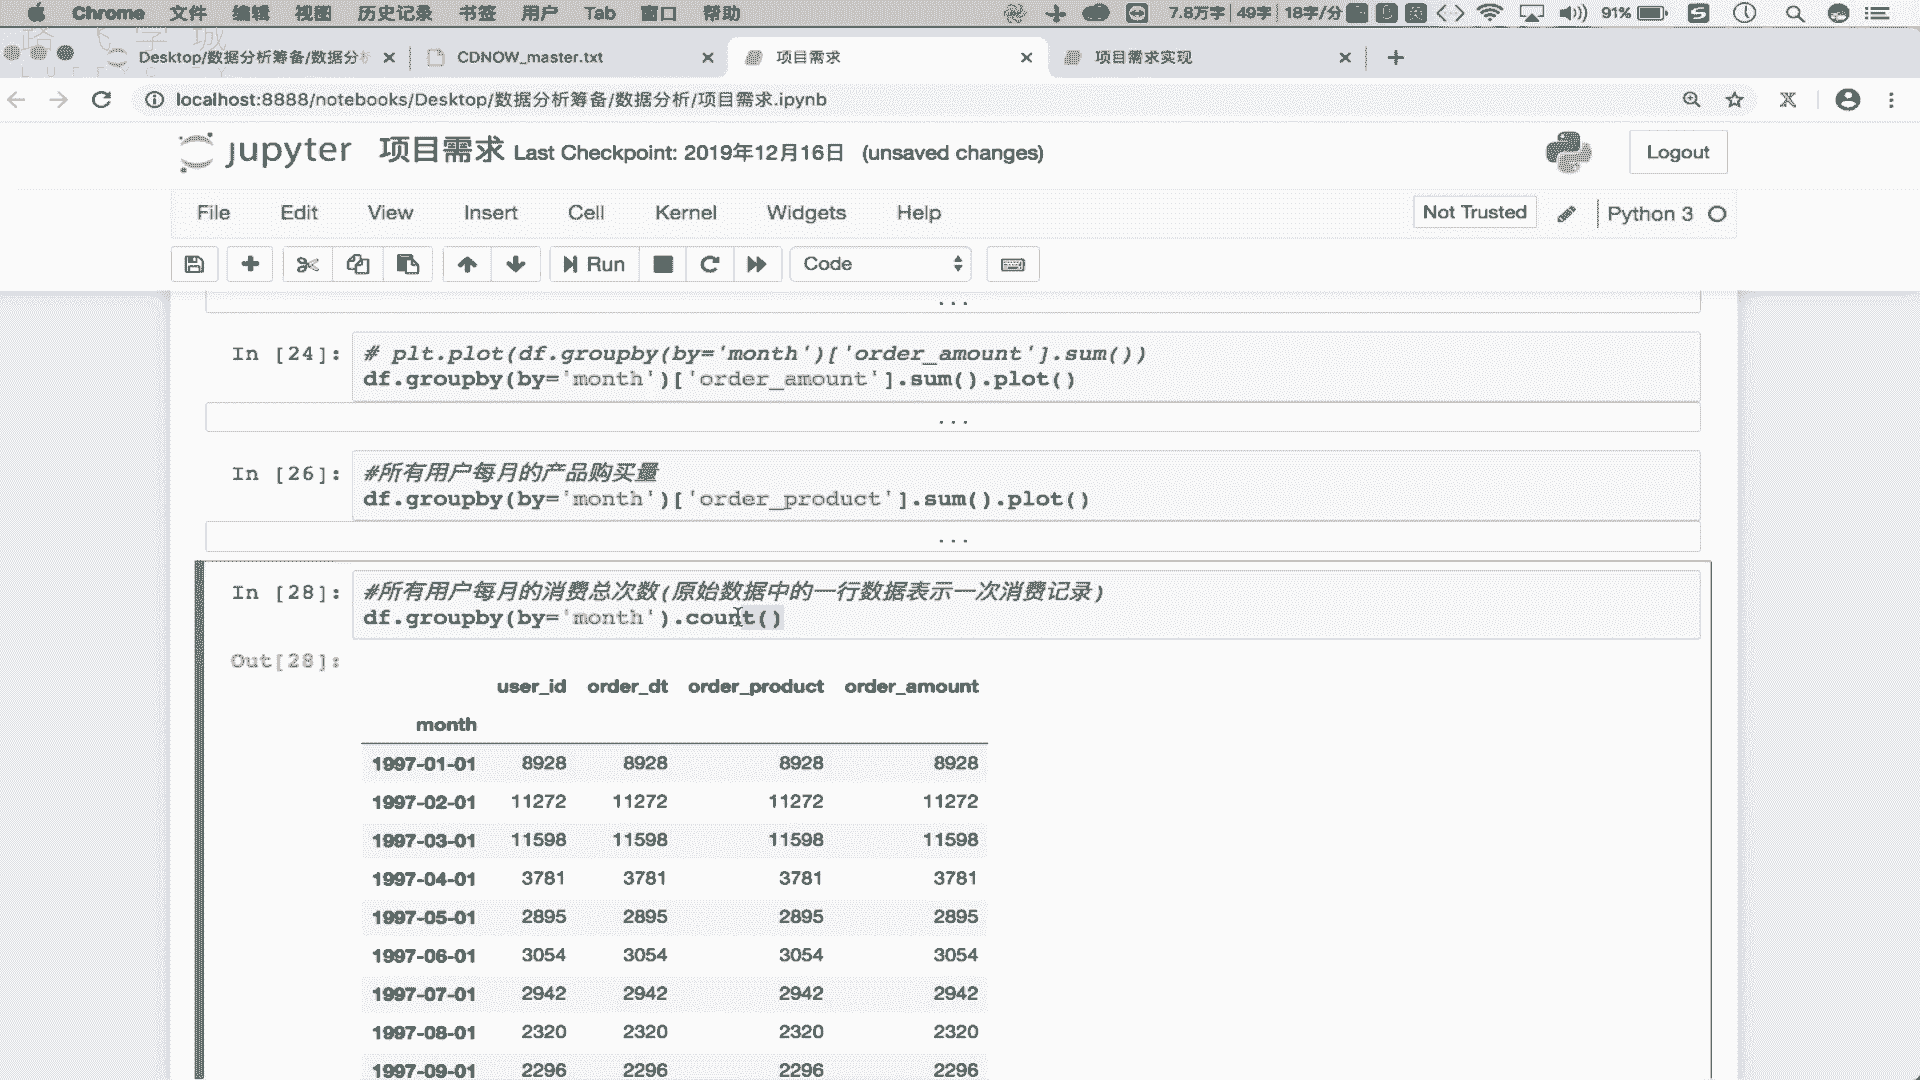 Chrome 文件 编辑 视图 历史记录 书签 用户 Tab 窗口 帮助 7.8万字 49字 18字/分 91%
Desktop/数据分析筹备/数据分析 CDNOW_master.txt 项目需求 项目需求实现
localhost:8888/notebooks/Desktop/数据分析筹备/数据分析/项目需求.ipynb
jupyter 项目需求 Last Checkpoint: 2019年12月16日 (unsaved changes) Logout
File Edit View Insert Cell Kernel Widgets Help Not Trusted Python 3
Run Code
...
In [24]: # plt.plot(df.groupby(by='month')['order_amount'].sum())
df.groupby(by='month')['order_amount'].sum().plot()
...
In [26]: #所有用户每月的产品购买量
df.groupby(by='month')['order_product'].sum().plot()
...
In [28]: #所有用户每月的消费总次数(原始数据中的一行数据表示一次消费记录)
df.groupby(by='month').count()
Out[28]:
user_id order_dt order_product order_amount
month
1997-01-01 8928 8928 8928 8928
1997-02-01 11272 11272 11272 11272
1997-03-01 11598 11598 11598 11598
1997-04-01 3781 3781 3781 3781
1997-05-01 2895 2895 2895 2895
1997-06-01 3054 3054 3054 3054
1997-07-01 2942 2942 2942 2942
1997-08-01 2320 2320 2320 2320
1997-09-01 2296 2296 2296 2296